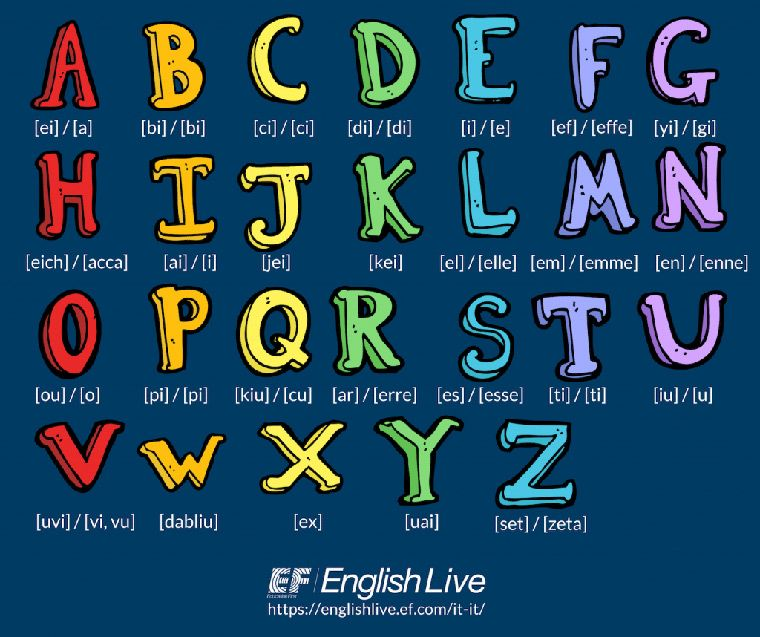 A B C D E F G
[ei] / [a] [bi] / [bi] [ci] / [ci] [di] / [di] [i] / [e] [ef] / [effe] [yi] / [gi]
H I J K L M N
[eich] / [acca] [ai] / [i] [jei] [kei] [el] / [elle] [em] / [emme] [en] / [enne]
O P Q R S T U
[ou] / [o] [pi] / [pi] [kiu] / [cu] [ar] / [erre] [es] / [esse] [ti] / [ti] [iu] / [u]
V W X Y Z
[uvi] / [vi, vu] [dabliu] [ex] [uai] [set] / [zeta]
EF English Live
https://englishlive.ef.com/it-it/